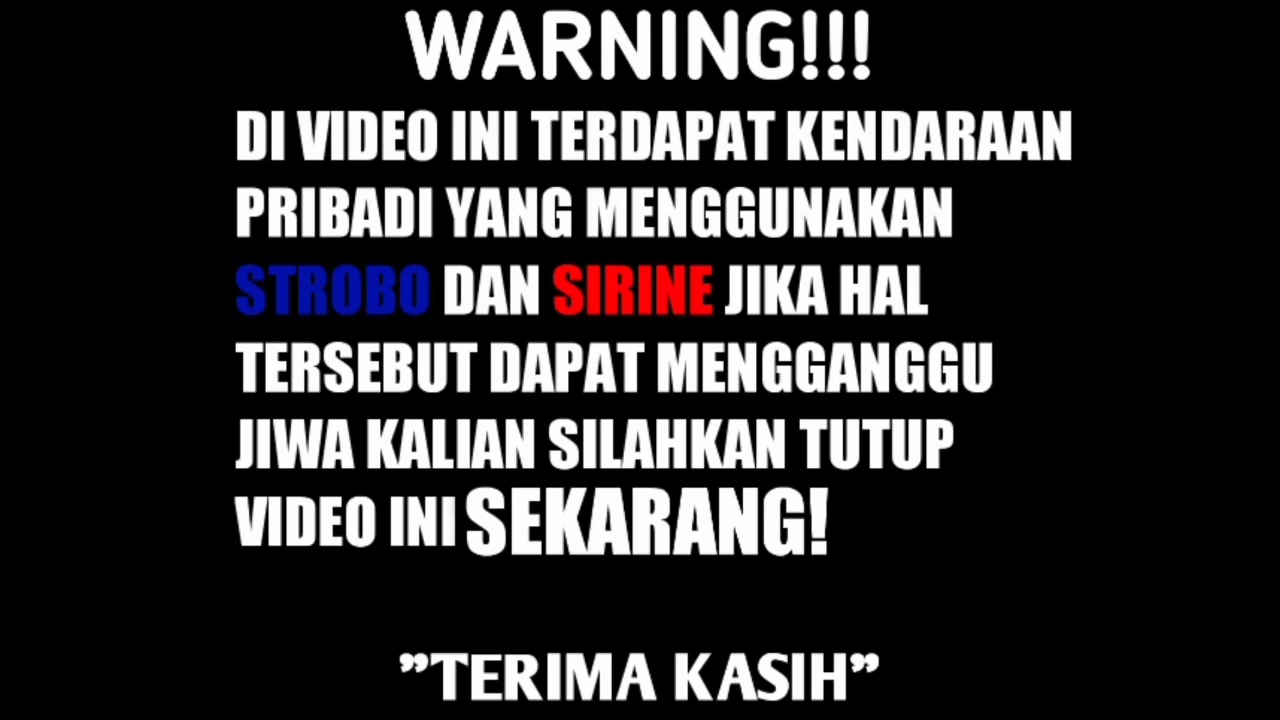 WARNING!!!
DI VIDEO INI TERDAPAT KENDARAAN
PRIBADI YANG MENGGUNAKAN
STROBO DAN SIRINE JIKA HAL
TERSEBUT DAPAT MENGGANGGU
JIWA KALIAN SILAHKAN TUTUP
VIDEO INI SEKARANG!
”TERIMA KASIH”